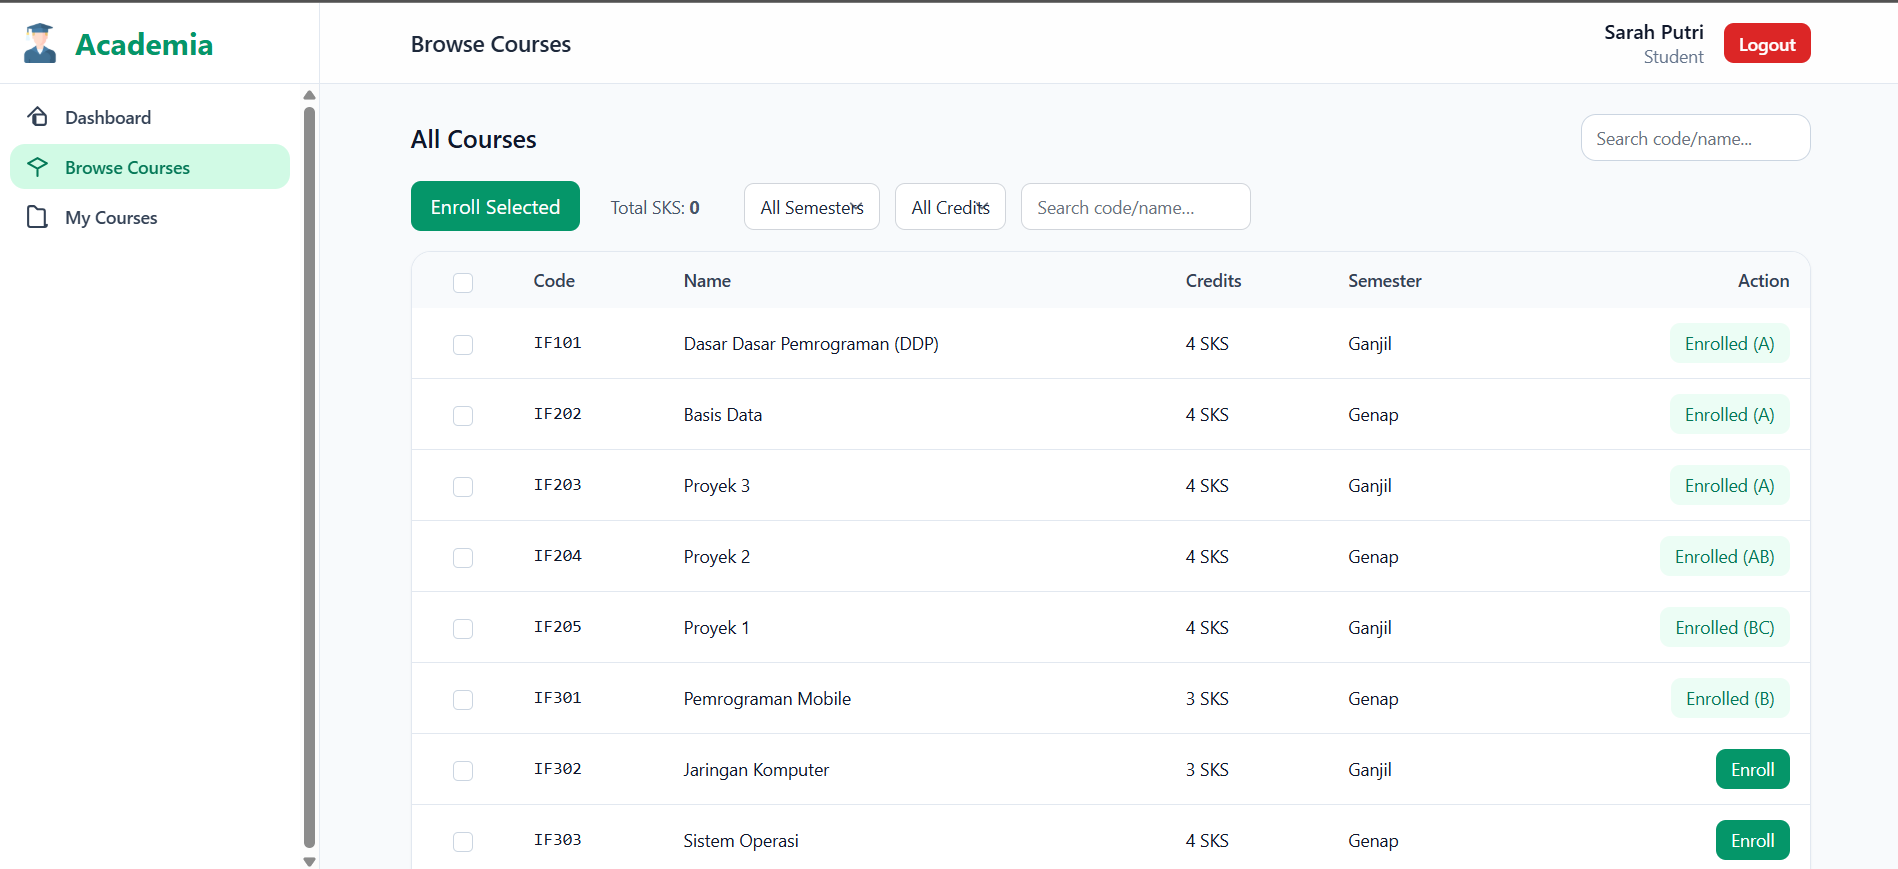 Academia
Browse Courses
Sarah Putri
Student
Logout
Dashboard
Browse Courses
My Courses
All Courses
Search code/name...
Enroll Selected
Total SKS: 0
All Semesters
All Credits
Search code/name...
Code Name Credits Semester Action
IF101 Dasar Dasar Pemrograman (DDP) 4 SKS Ganjil Enrolled (A)
IF202 Basis Data 4 SKS Genap Enrolled (A)
IF203 Proyek 3 4 SKS Ganjil Enrolled (A)
IF204 Proyek 2 4 SKS Genap Enrolled (AB)
IF205 Proyek 1 4 SKS Ganjil Enrolled (BC)
IF301 Pemrograman Mobile 3 SKS Genap Enrolled (B)
IF302 Jaringan Komputer 3 SKS Ganjil Enroll
IF303 Sistem Operasi 4 SKS Genap Enroll